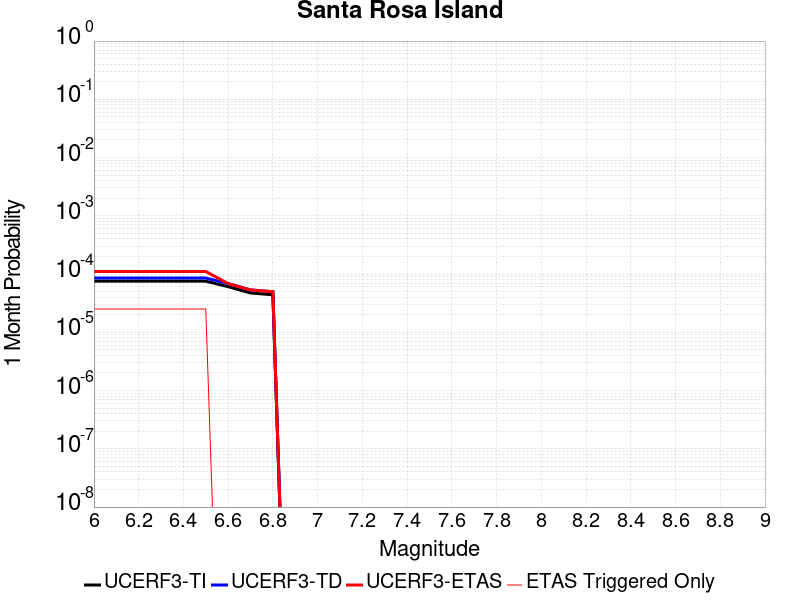 Santa Rosa Island
10^0
10^-1
10^-2
10^-3
10^-4
10^-5
10^-6
10^-7
10^-8
1 Month Probability
6 6.2 6.4 6.6 6.8 7 7.2 7.4 7.6 7.8 8 8.2 8.4 8.6 8.8 9
Magnitude
UCERF3-TI UCERF3-TD UCERF3-ETAS ETAS Triggered Only